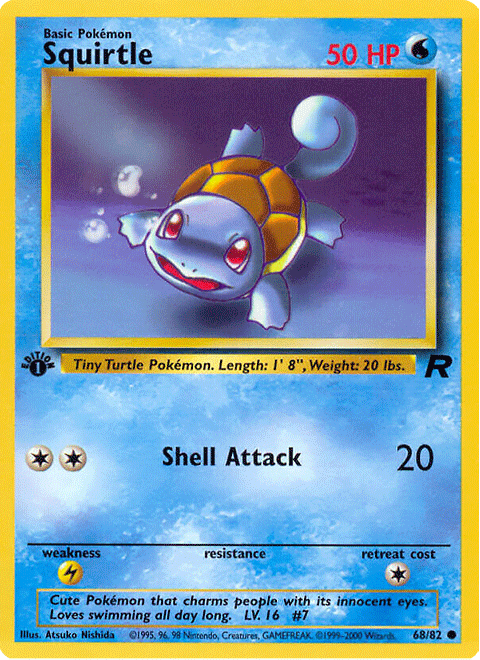 Basic Pokémon
Squirtle 50 HP
EDITION 1
Tiny Turtle Pokémon. Length: 1' 8", Weight: 20 lbs.
R
Shell Attack 20
weakness resistance retreat cost
Cute Pokémon that charms people with its innocent eyes.
Loves swimming all day long. LV. 16 #7
Illus. Atsuko Nishida ©1995, 96, 98 Nintendo, Creatures, GAMEFREAK. ©1999-2000 Wizards. 68/82